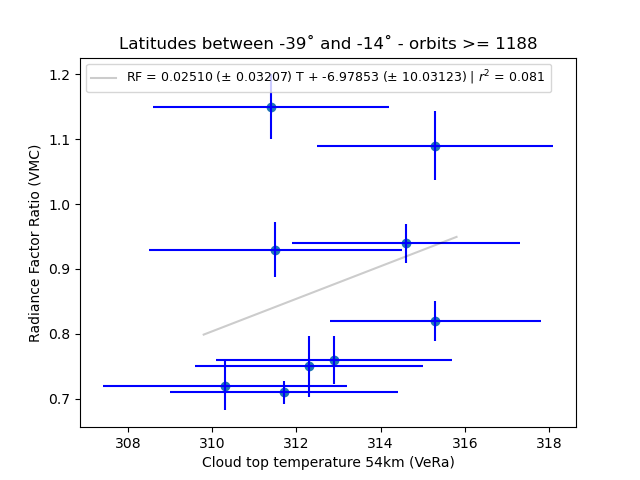 Latitudes between -39˚ and -14˚ - orbits >= 1188
RF = 0.02510 (± 0.03207) T + -6.97853 (± 10.03123) | r² = 0.081
1.2
1.1
1.0
0.9
0.8
0.7
Radiance Factor Ratio (VMC)
308 310 312 314 316 318
Cloud top temperature 54km (VeRa)